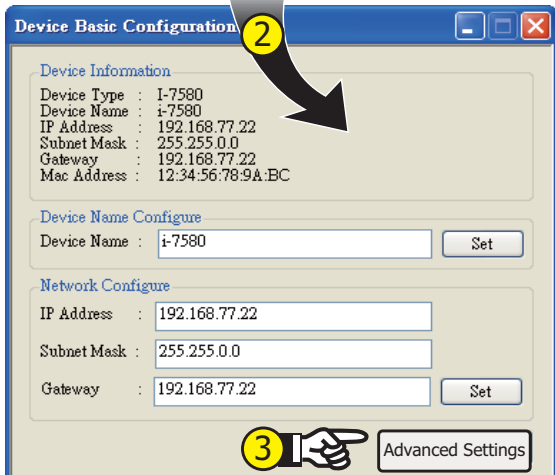 Device Basic Configuration
2
Device Information
Device Type : I-7580
Device Name : i-7580
IP Address : 192.168.77.22
Subnet Mask : 255.255.0.0
Gateway : 192.168.77.22
Mac Address : 12:34:56:78:9A:BC
Device Name Configure
Device Name : i-7580 Set
Network Configure
IP Address : 192.168.77.22
Subnet Mask : 255.255.0.0
Gateway : 192.168.77.22 Set
3 Advanced Settings